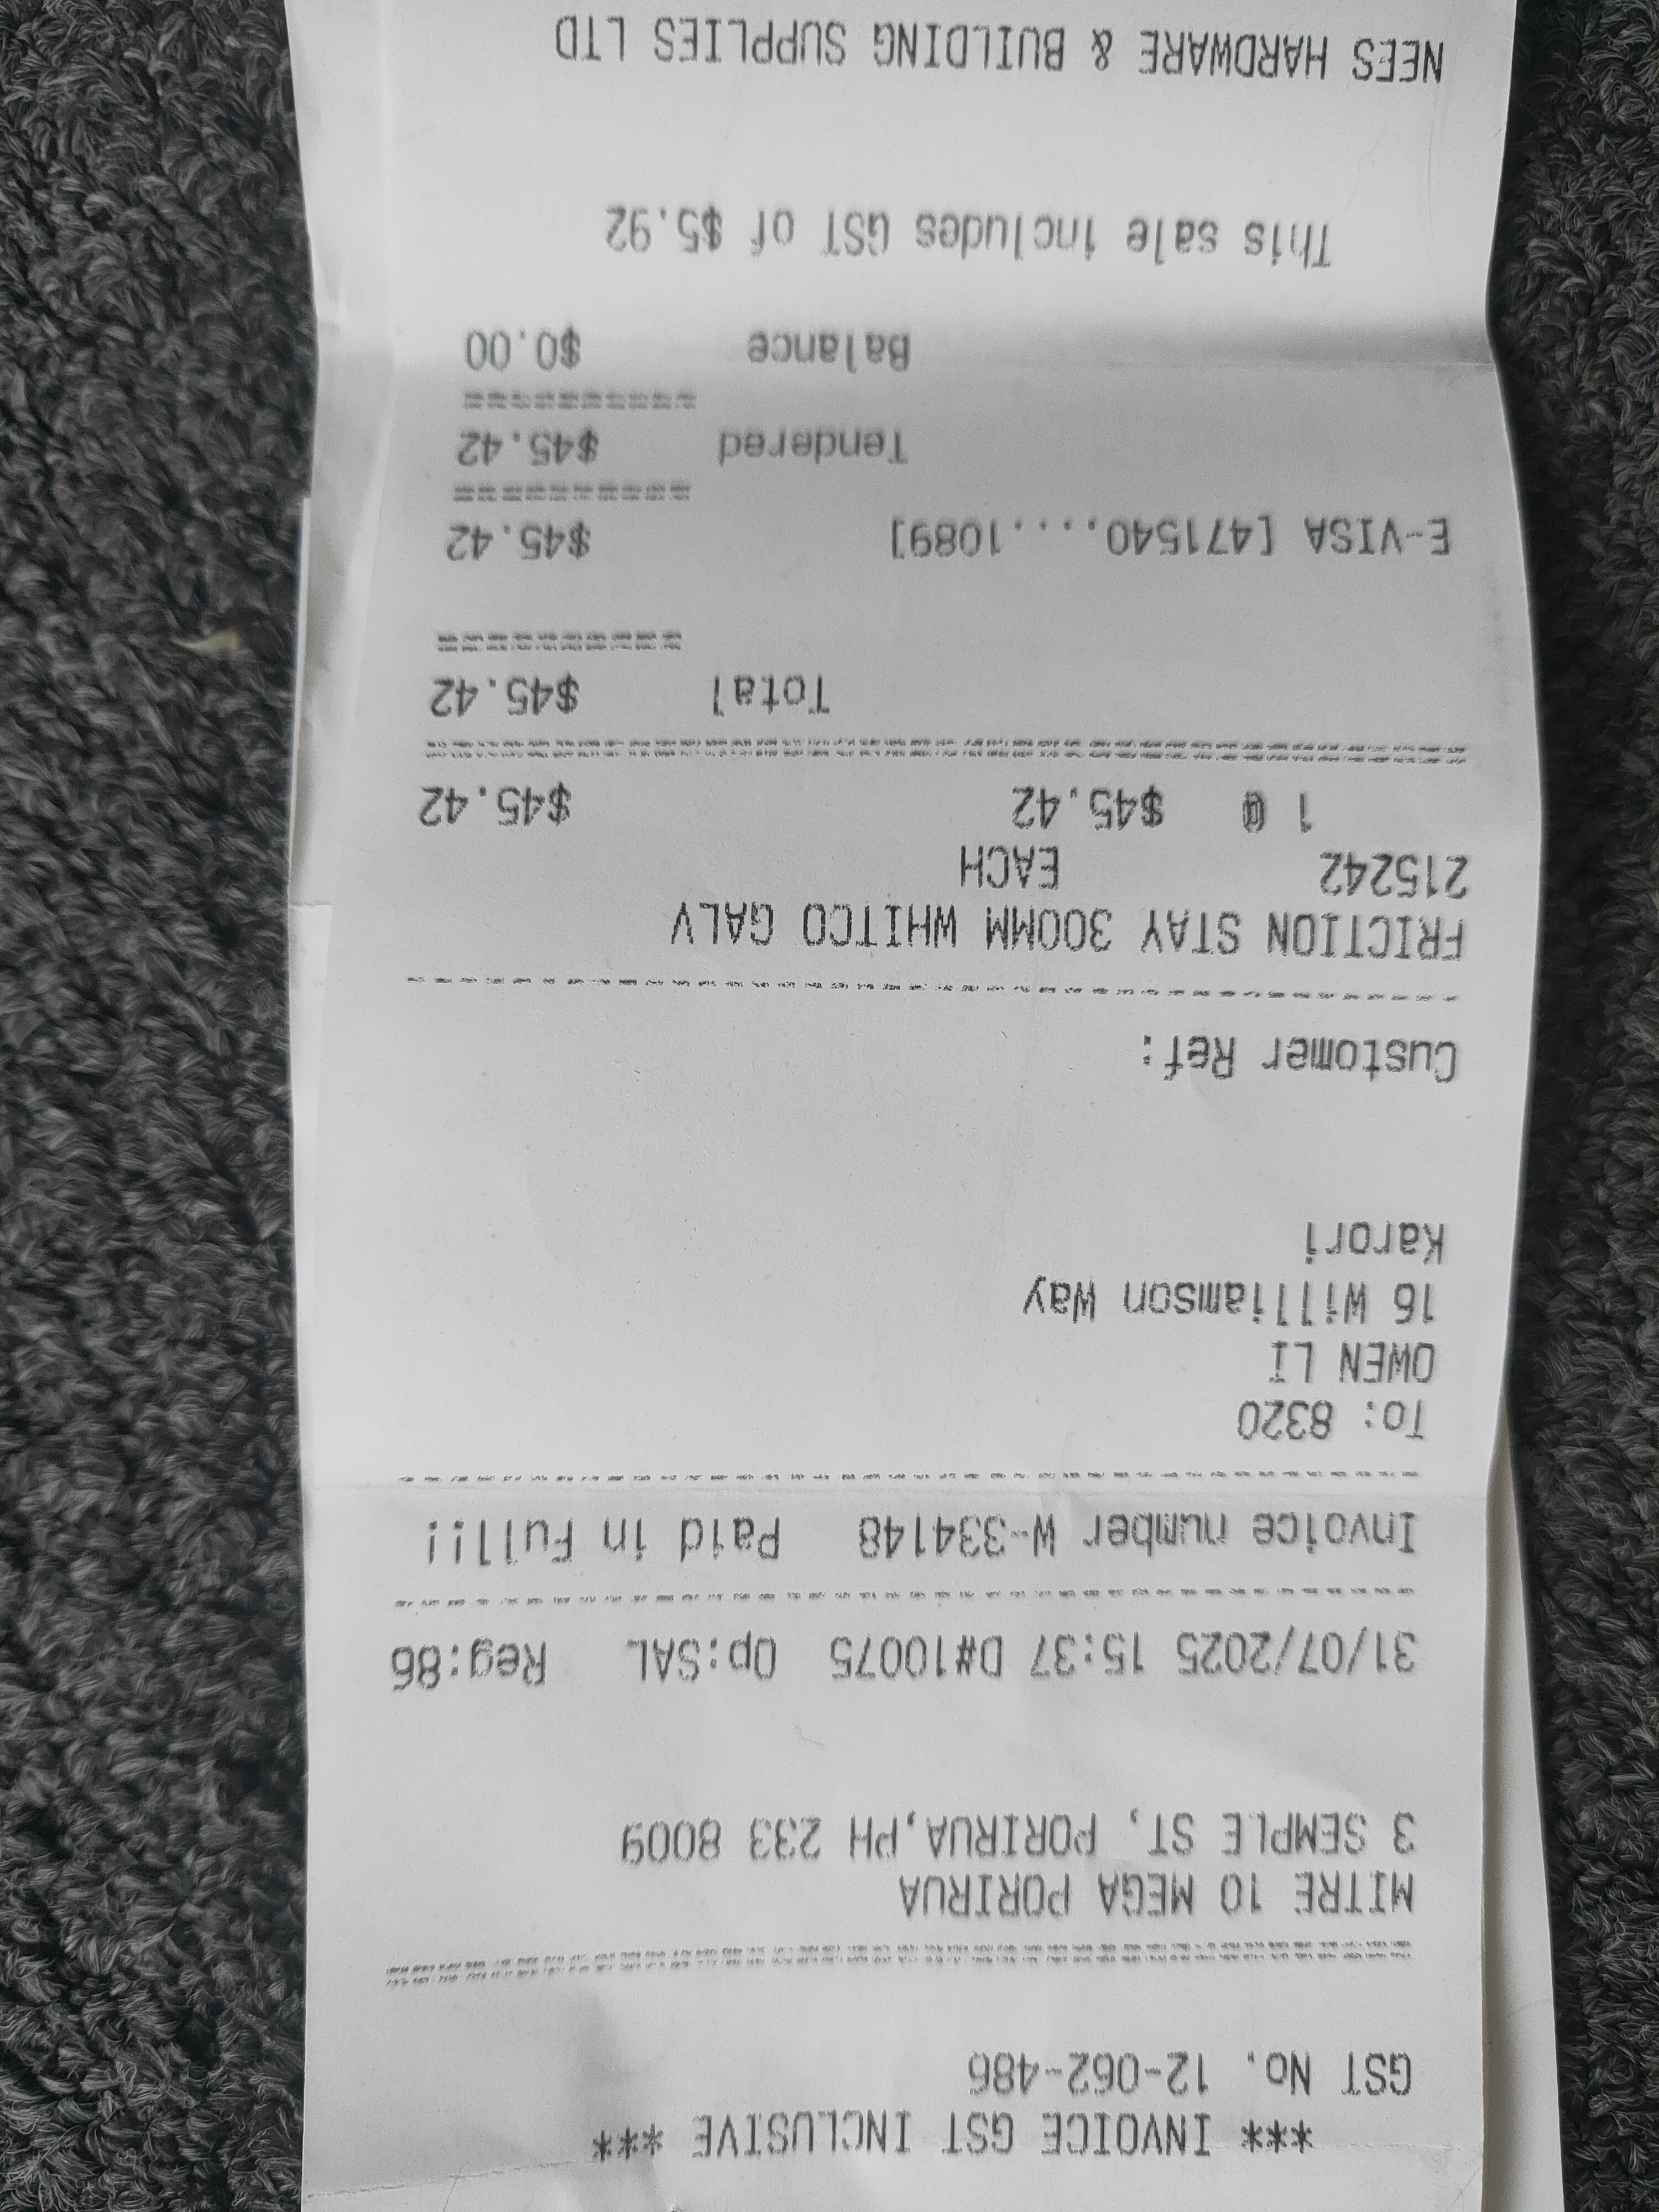 *** INVOICE GST INCLUSIVE ***
GST No. 12-062-486
MITRE 10 MEGA PORIRUA
3 SEMPLE ST, PORIRUA,PH 233 8009
31/07/2025 15:37 D#10075 Op:SAL Reg:86
Invoice number W-334148 Paid in Full!!
To: 8320
OWEN LI
16 Williamson Way
Karori
Customer Ref:
FRICTION STAY 300MM WHITCO GALV
215242 EACH
1 @ $45.42 $45.42
Total $45.42
E-VISA [471540....1089] $45.42
Tendered $45.42
Balance $0.00
This sale includes GST of $5.92
NEES HARDWARE & BUILDING SUPPLIES LTD